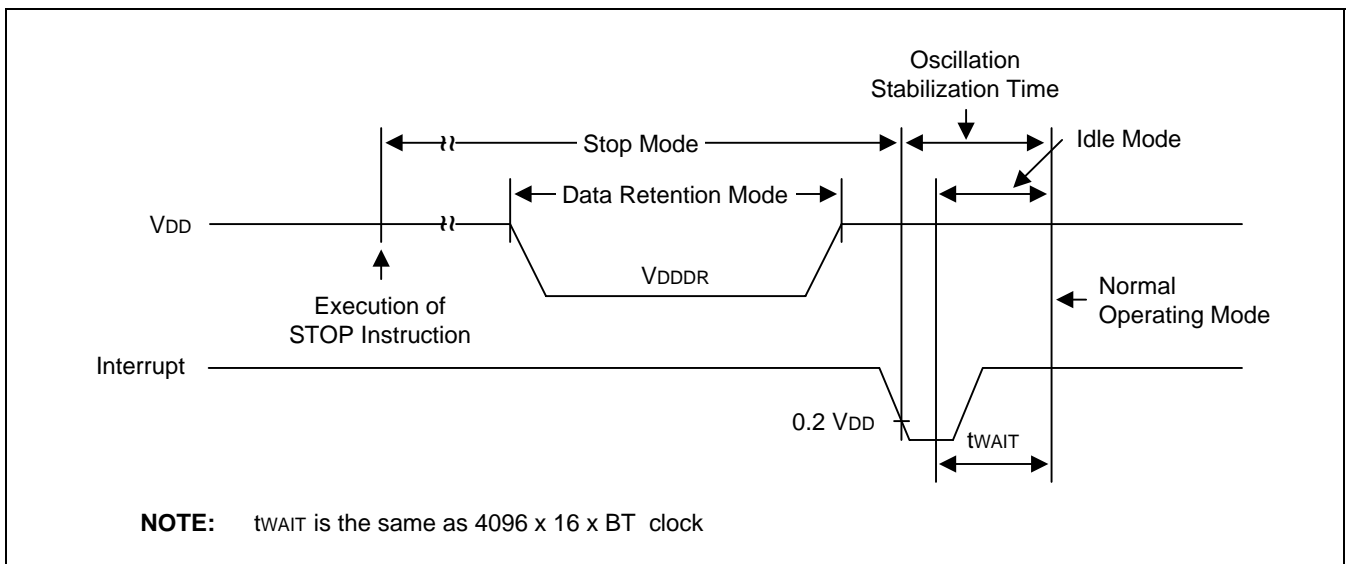 Oscillation
Stabilization Time
Idle Mode
Stop Mode
Data Retention Mode
VDD
VDDDR
Execution of
STOP Instruction
Normal
Operating Mode
Interrupt
0.2 VDD
tWAIT
NOTE: tWAIT is the same as 4096 x 16 x BT clock